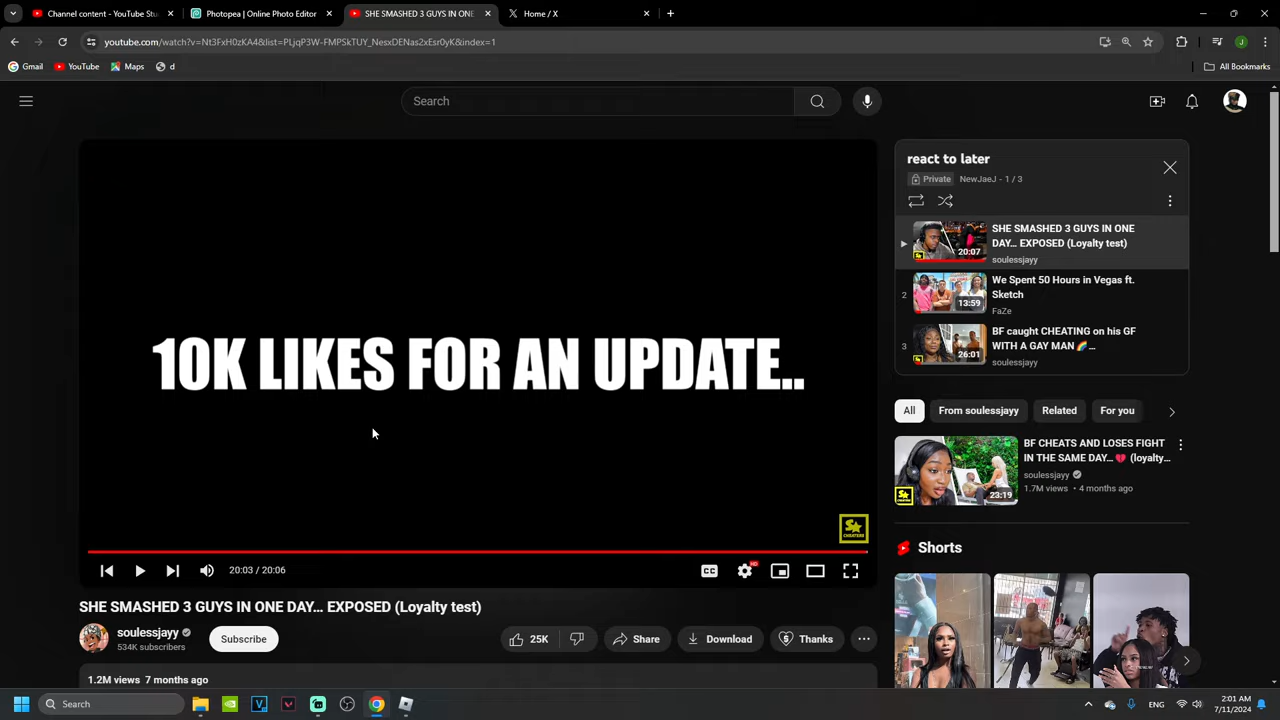 Channel content - YouTube Stu
Photopea | Online Photo Editor
SHE SMASHED 3 GUYS IN ONE
Home / X
youtube.com/watch?v=Nt3FxH0zKA4&list=PLjqP3W-FMPSkTUY_NesxDENas2xEsr0yK&index=1
Gmail
YouTube
Maps
d
All Bookmarks
Search
10K LIKES FOR AN UPDATE..
S★
CHEATERS
20:03 / 20:06
CC
HD
SHE SMASHED 3 GUYS IN ONE DAY… EXPOSED (Loyalty test)
soulessjayy
534K subscribers
Subscribe
25K
Share
Download
Thanks
1.2M views 7 months ago
react to later
Private
NewJaeJ - 1 / 3
20:07
SHE SMASHED 3 GUYS IN ONE
DAY… EXPOSED (Loyalty test)
soulessjayy
2
13:59
We Spent 50 Hours in Vegas ft.
Sketch
FaZe
3
26:01
BF caught CHEATING on his GF
WITH A GAY MAN🌈…
soulessjayy
All
From soulessjayy
Related
For you
23:19
BF CHEATS AND LOSES FIGHT
IN THE SAME DAY…💔 (loyalty…
soulessjayy
1.7M views • 4 months ago
Shorts
Search
ENG
2:01 AM
7/11/2024